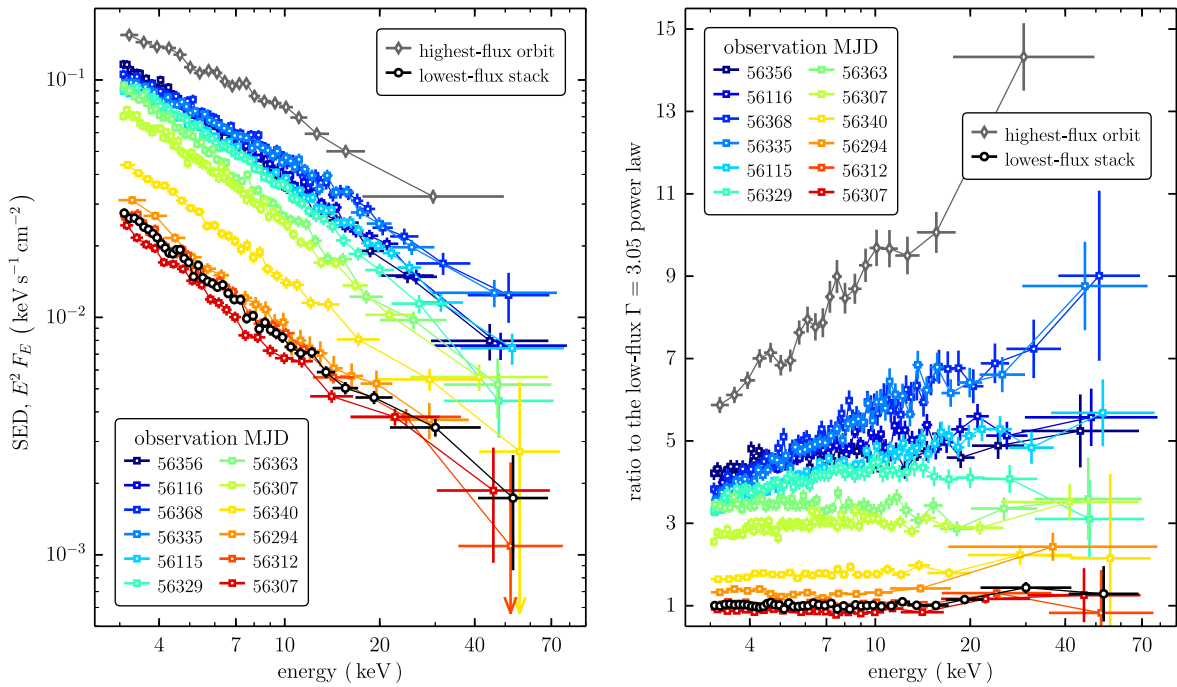 10⁻¹
10⁻²
10⁻³
SED, E² F_E (keV s⁻¹ cm⁻²)
highest-flux orbit
lowest-flux stack
observation MJD
56356 56363
56116 56307
56368 56340
56335 56294
56115 56312
56329 56307
4 7 10 20 40 70
energy (keV)
15
13
11
9
7
5
3
1
ratio to the low-flux Γ = 3.05 power law
observation MJD
56356 56363
56116 56307
56368 56340
56335 56294
56115 56312
56329 56307
highest-flux orbit
lowest-flux stack
4 7 10 20 40 70
energy (keV)